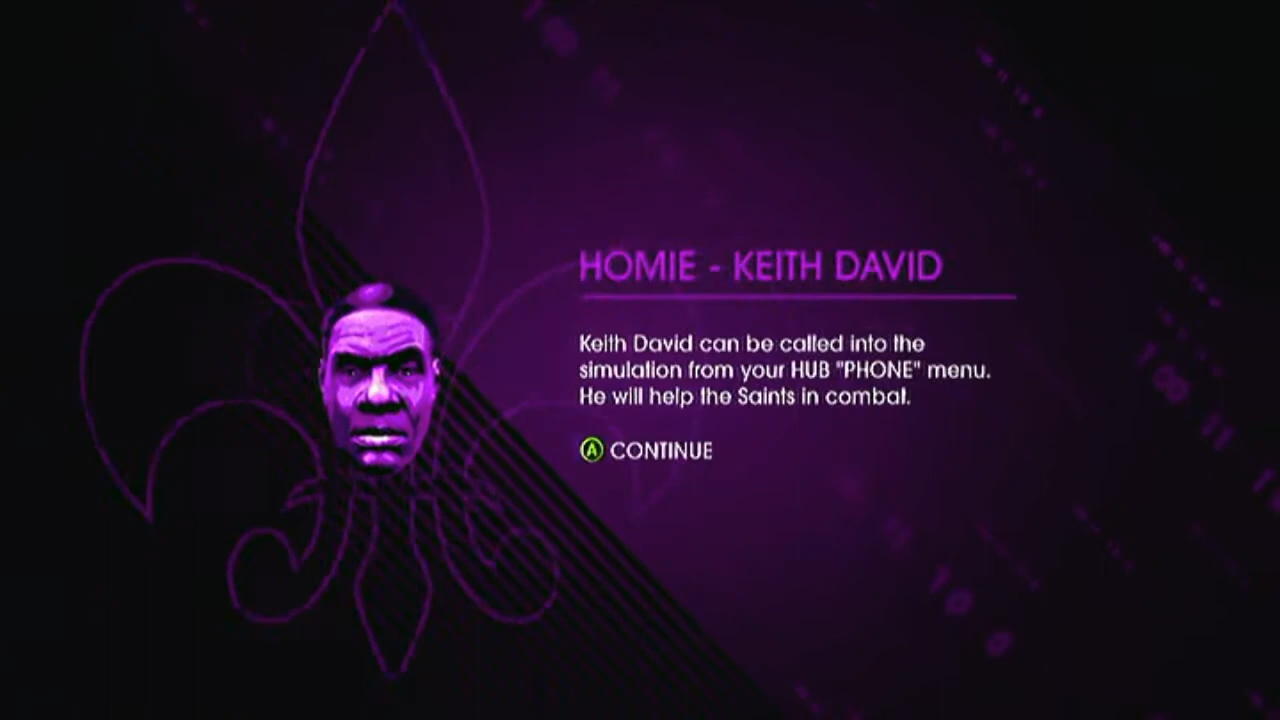 HOMIE - KEITH DAVID
Keith David can be called into the
simulation from your HUB "PHONE" menu.
He will help the Saints in combat.
A CONTINUE